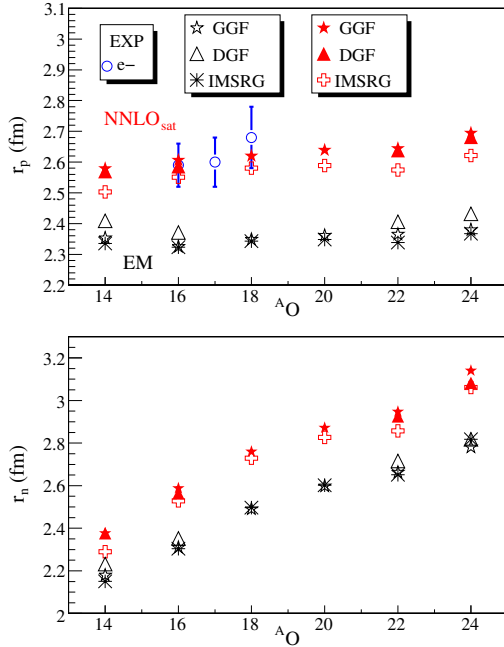 3.1
3
2.9
2.8
2.7
2.6
2.5
2.4
2.3
2.2
r_p (fm)
EXP
e−
GGF
DGF
IMSRG
GGF
DGF
IMSRG
NNLO_sat
EM
14 16 18 20 22 24
^AO
3.2
3
2.8
2.6
2.4
2.2
2
r_n (fm)
14 16 18 20 22 24
^AO